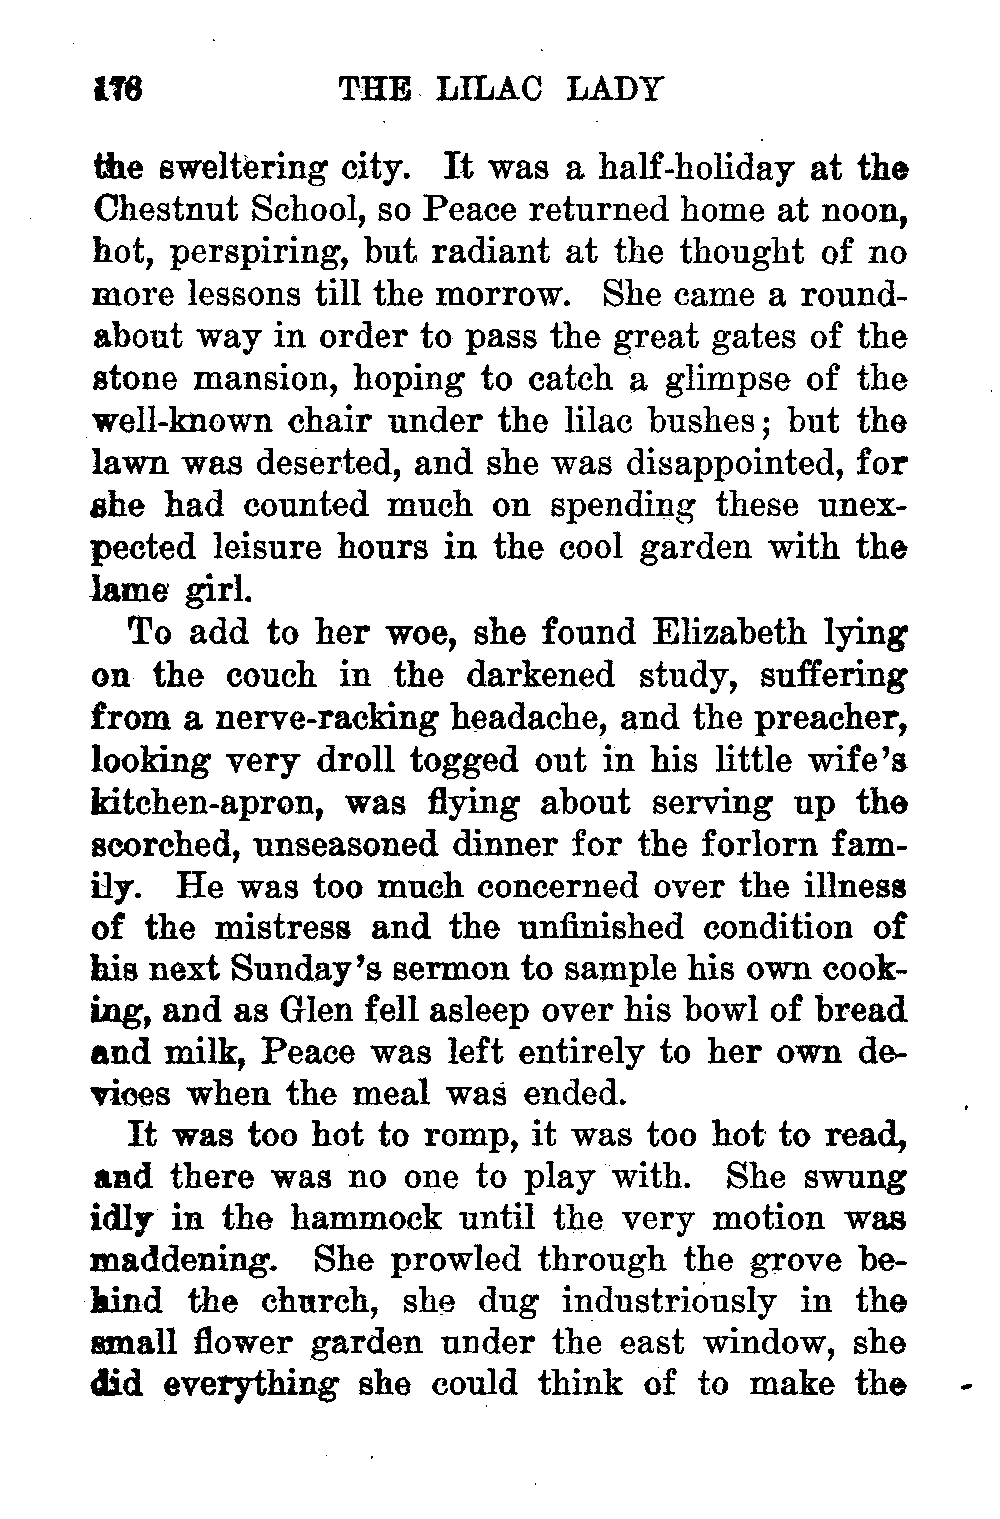 176 THE LILAC LADY
the sweltering city. It was a half-holiday at the
Chestnut School, so Peace returned home at noon,
hot, perspiring, but radiant at the thought of no
more lessons till the morrow. She came a round-
about way in order to pass the great gates of the
stone mansion, hoping to catch a glimpse of the
well-known chair under the lilac bushes; but the
lawn was deserted, and she was disappointed, for
she had counted much on spending these unex-
pected leisure hours in the cool garden with the
lame girl.
To add to her woe, she found Elizabeth lying
on the couch in the darkened study, suffering
from a nerve-racking headache, and the preacher,
looking very droll togged out in his little wife's
kitchen-apron, was flying about serving up the
scorched, unseasoned dinner for the forlorn fam-
ily. He was too much concerned over the illness
of the mistress and the unfinished condition of
his next Sunday's sermon to sample his own cook-
ing, and as Glen fell asleep over his bowl of bread
and milk, Peace was left entirely to her own de-
vices when the meal was ended.
It was too hot to romp, it was too hot to read,
and there was no one to play with. She swung
idly in the hammock until the very motion was
maddening. She prowled through the grove be-
hind the church, she dug industriously in the
small flower garden under the east window, she
did everything she could think of to make the